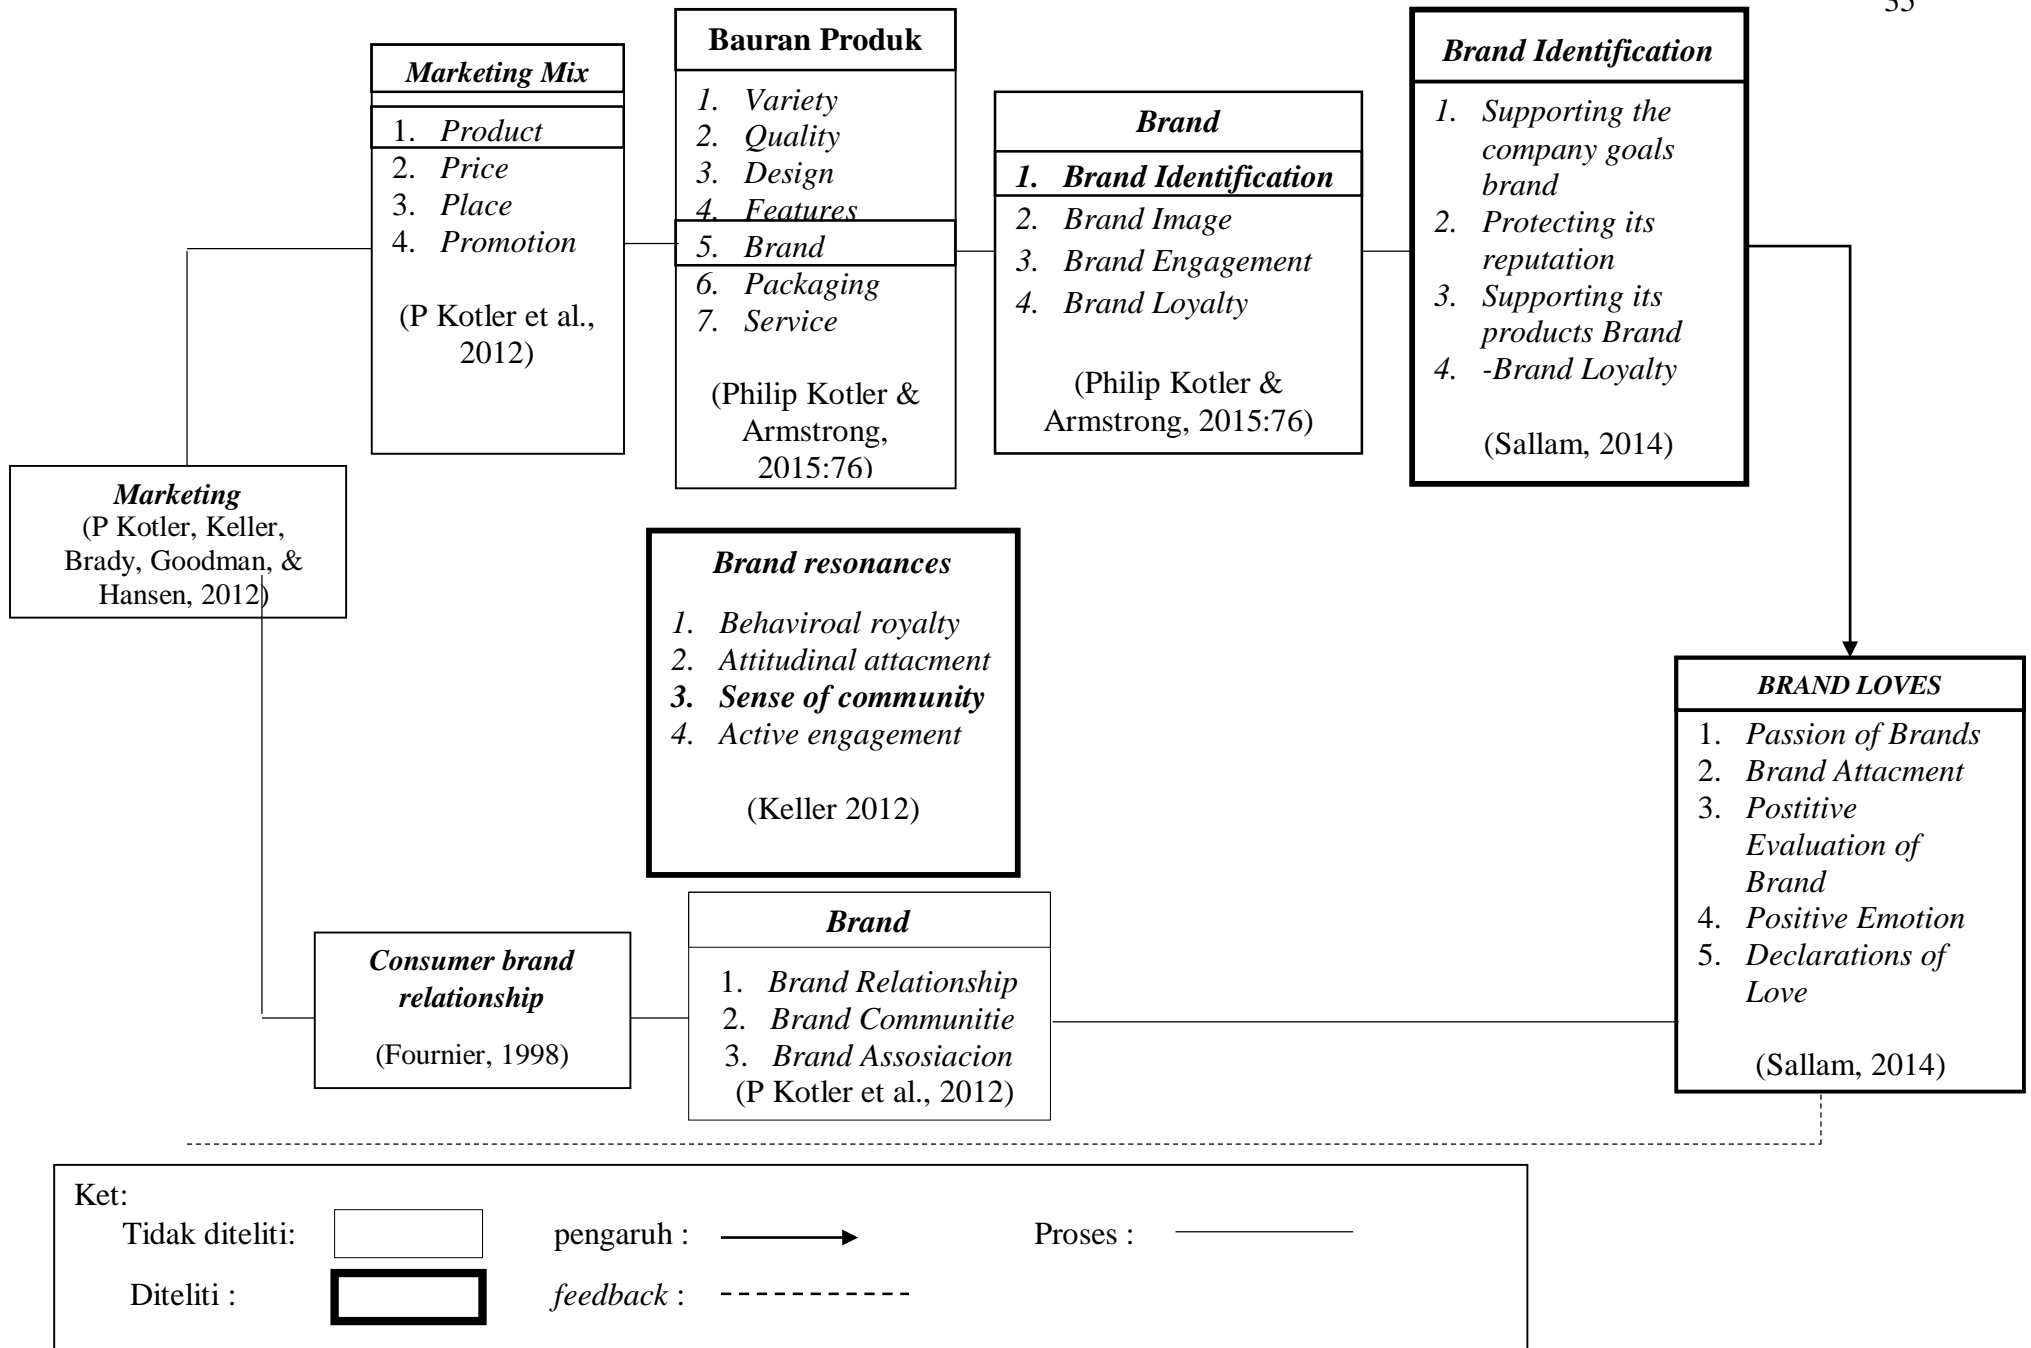 35
Marketing Mix
1. Product
2. Price
3. Place
4. Promotion
(P Kotler et al.,
2012)
Bauran Produk
1. Variety
2. Quality
3. Design
4. Features
5. Brand
6. Packaging
7. Service
(Philip Kotler &
Armstrong,
2015:76)
Brand
1. Brand Identification
2. Brand Image
3. Brand Engagement
4. Brand Loyalty
(Philip Kotler &
Armstrong, 2015:76)
Brand Identification
1. Supporting the
company goals
brand
2. Protecting its
reputation
3. Supporting its
products Brand
4. -Brand Loyalty
(Sallam, 2014)
Marketing
(P Kotler, Keller,
Brady, Goodman, &
Hansen, 2012)
Brand resonances
1. Behaviroal royalty
2. Attitudinal attacment
3. Sense of community
4. Active engagement
(Keller 2012)
BRAND LOVES
1. Passion of Brands
2. Brand Attacment
3. Postitive
Evaluation of
Brand
4. Positive Emotion
5. Declarations of
Love
(Sallam, 2014)
Consumer brand
relationship
(Fournier, 1998)
Brand
1. Brand Relationship
2. Brand Communitie
3. Brand Assosiacion
(P Kotler et al., 2012)
Ket:
Tidak diteliti: pengaruh : Proses :
Diteliti : feedback :